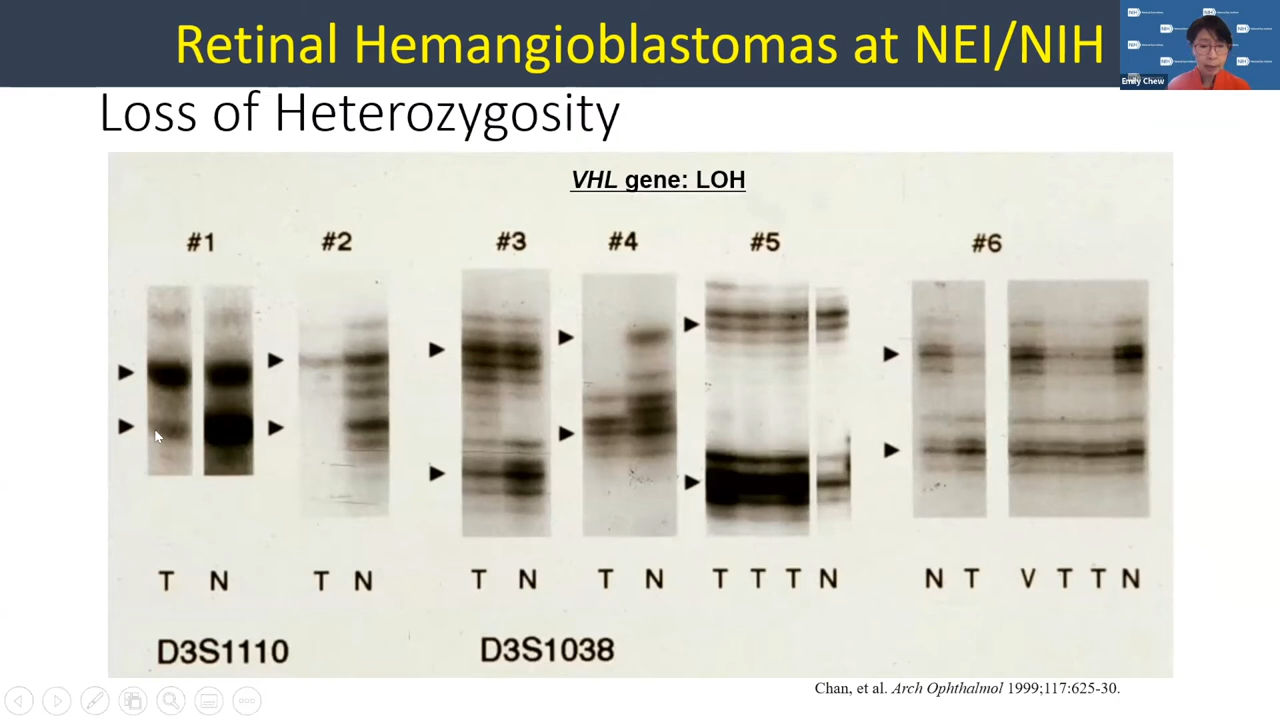 Retinal Hemangioblastomas at NEI/NIH
Emily Chew
Loss of Heterozygosity
VHL gene: LOH
#1 #2 #3 #4 #5 #6
T N T N T N T N T T T N N T V T T N
D3S1110 D3S1038
Chan, et al. Arch Ophthalmol 1999;117:625-30.